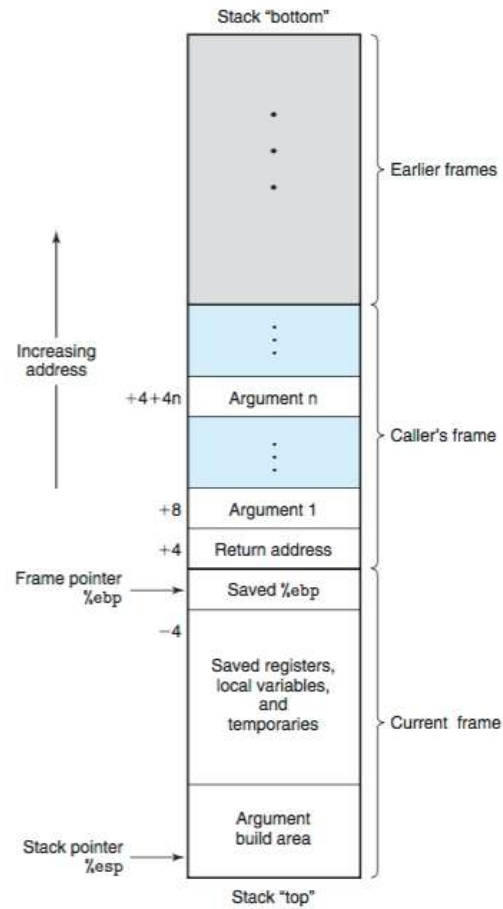 Stack “bottom”
Earlier frames
Increasing
address
+4+4n
Argument n
Caller's frame
+8
Argument 1
+4
Return address
Frame pointer
%ebp
Saved %ebp
−4
Saved registers,
local variables,
and
temporaries
Current frame
Argument
build area
Stack pointer
%esp
Stack “top”